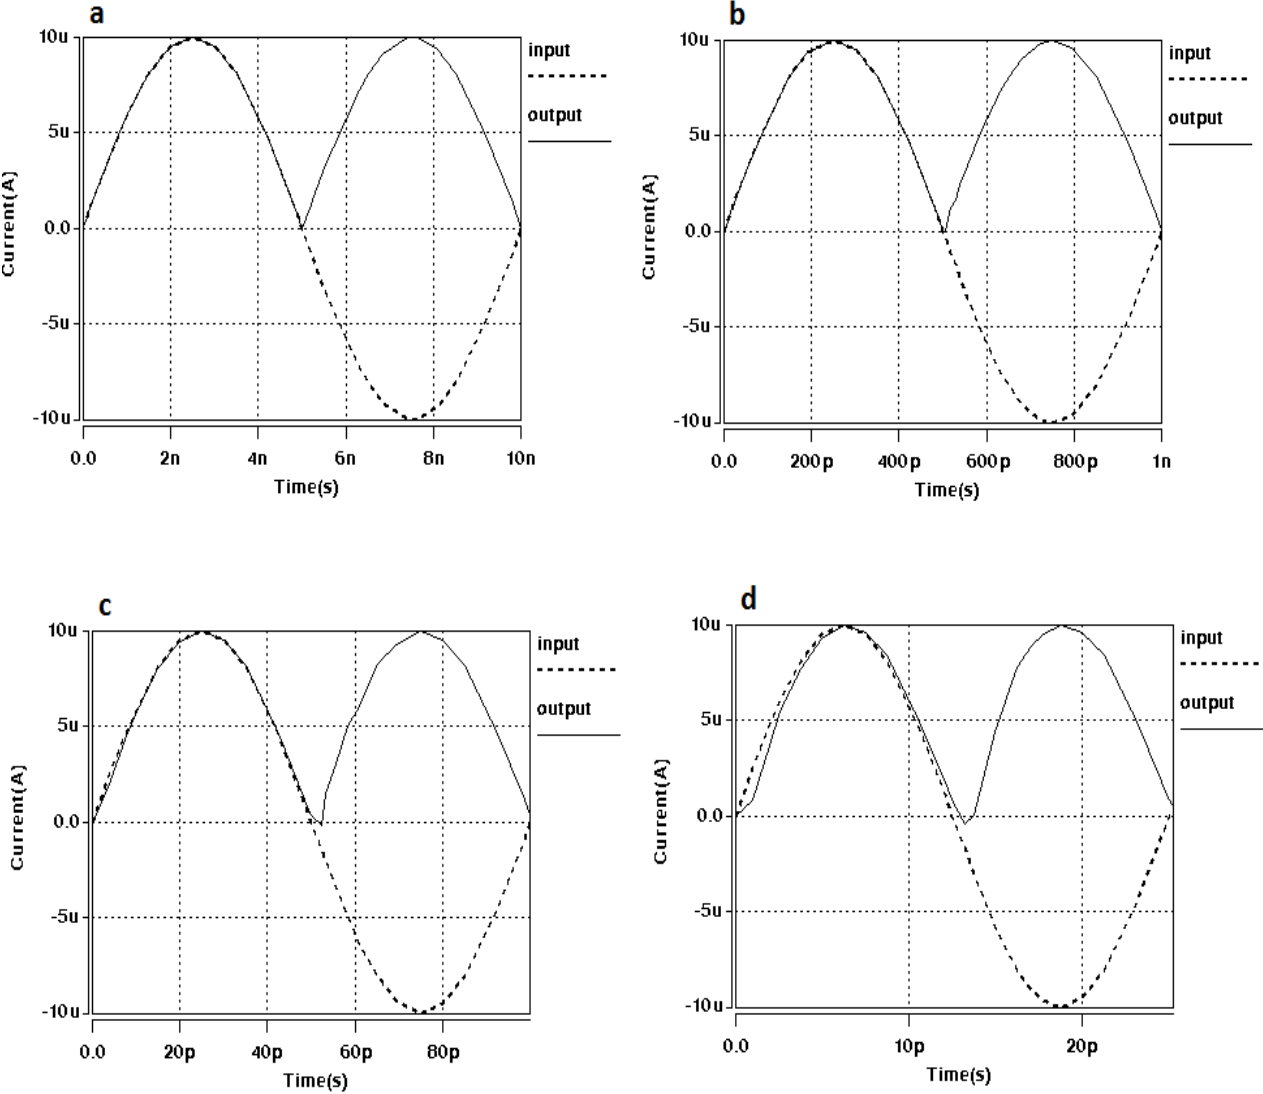 a
10u
5u
0.0
-5u
-10u
Current(A)
0.0 2n 4n 6n 8n 10n
Time(s)
input
output
b
10u
5u
0.0
-5u
-10u
Current(A)
0.0 200p 400p 600p 800p 1n
Time(s)
input
output
c
10u
5u
0.0
-5u
-10u
Current(A)
0.0 20p 40p 60p 80p
Time(s)
input
output
d
10u
5u
0.0
-5u
-10u
Current(A)
0.0 10p 20p
Time(s)
input
output